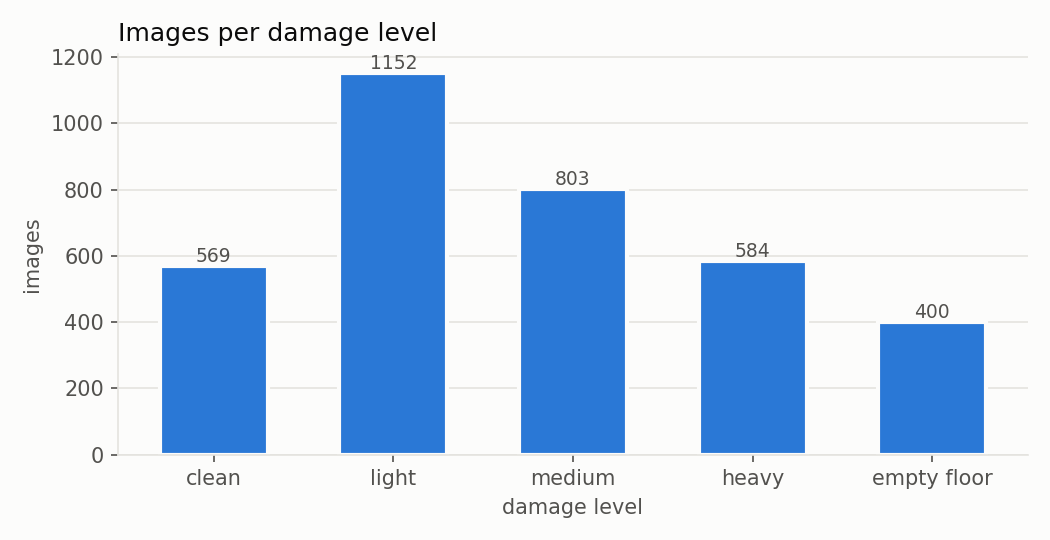 Images per damage level
1200
1000
800
600
400
200
0
images
1152
803
569
584
400
clean
light
medium
heavy
empty floor
damage level